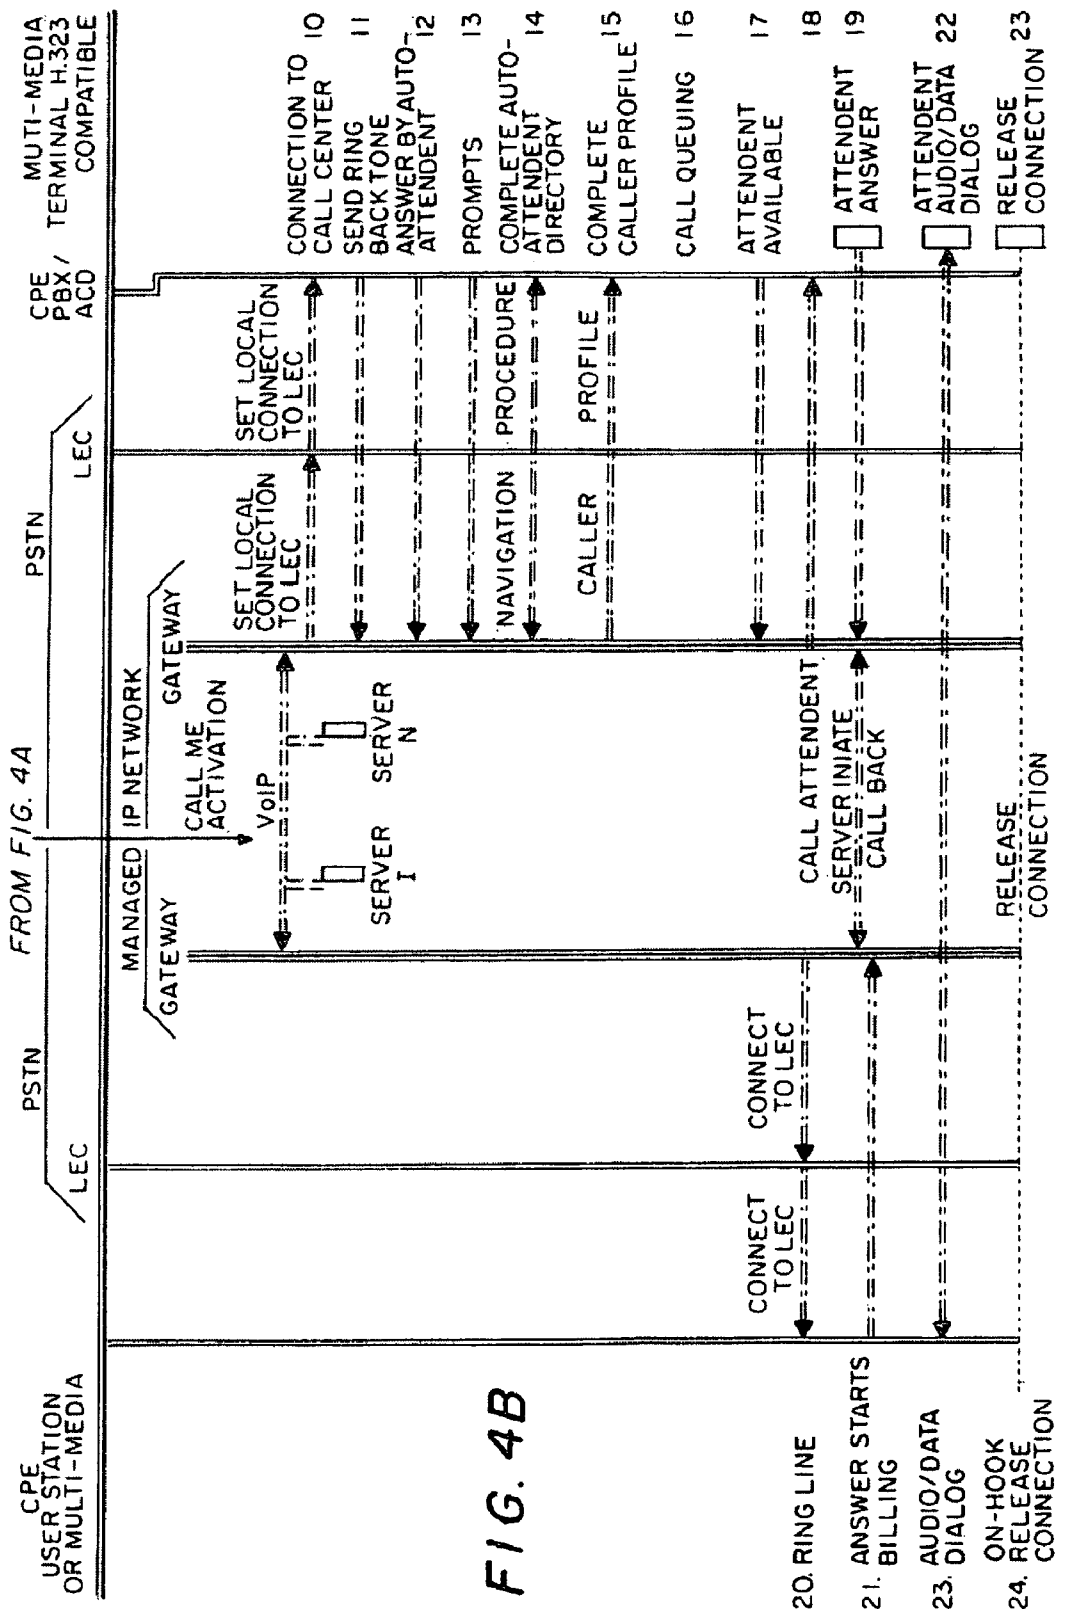 FROM FIG. 4A
PSTN
PSTN
MANAGED IP NETWORK
CPE
USER STATION
OR MULTI-MEDIA
LEC
GATEWAY
GATEWAY
LEC
CPE
PBX /
ACD
MUTI-MEDIA
TERMINAL H.323
COMPATIBLE
CALL ME
ACTIVATION
VoIP
SERVER
I
SERVER
N
SET LOCAL
CONNECTION
TO LEC
SET LOCAL
CONNECTION
TO LEC
CONNECTION TO
CALL CENTER
10
SEND RING
BACK TONE
11
ANSWER BY AUTO-
ATTENDENT
12
PROMPTS
13
NAVIGATION PROCEDURE
COMPLETE AUTO-
ATTENDENT
DIRECTORY
14
CALLER PROFILE
COMPLETE
CALLER PROFILE
15
CALL QUEUING
16
ATTENDENT
AVAILABLE
17
CONNECT
TO LEC
CONNECT
TO LEC
CALL ATTENDENT
18
20. RING LINE
SERVER INIATE
CALL BACK
ATTENDENT
ANSWER
19
21. ANSWER STARTS
BILLING
ATTENDENT
AUDIO/DATA
DIALOG
22
23. AUDIO/DATA
DIALOG
RELEASE
CONNECTION
RELEASE
CONNECTION
23
24. ON-HOOK
RELEASE
CONNECTION
FIG. 4B